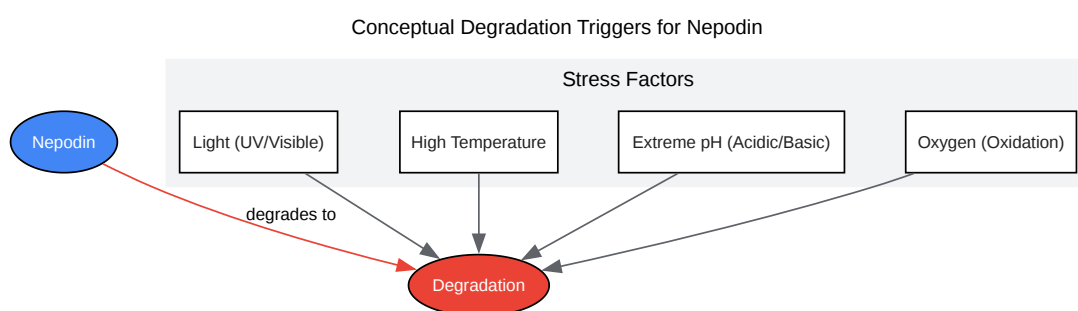 Conceptual Degradation Triggers for Nepodin
Stress Factors
Nepodin
Light (UV/Visible)
High Temperature
Extreme pH (Acidic/Basic)
Oxygen (Oxidation)
degrades to
Degradation